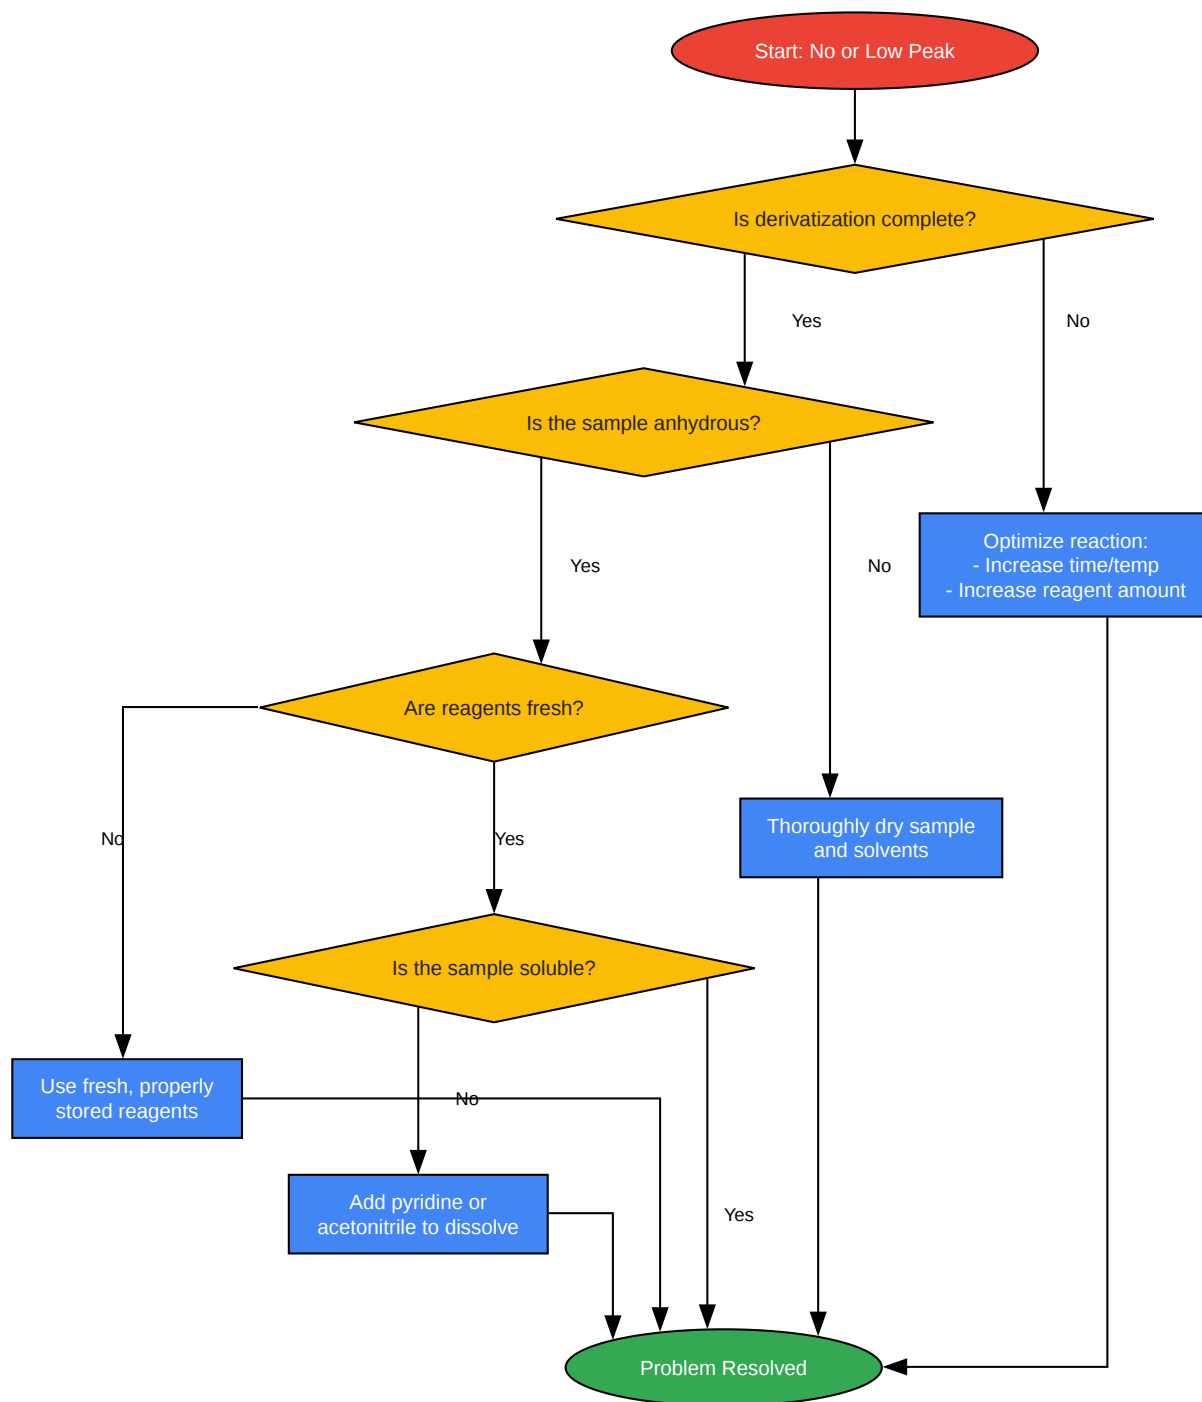 Start: No or Low Peak
Is derivatization complete?
Yes
No
Is the sample anhydrous?
Yes
No
Optimize reaction:
- Increase time/temp
- Increase reagent amount
Are reagents fresh?
No
Yes
Thoroughly dry sample
and solvents
Is the sample soluble?
Use fresh, properly
stored reagents
No
Add pyridine or
acetonitrile to dissolve
Yes
Problem Resolved